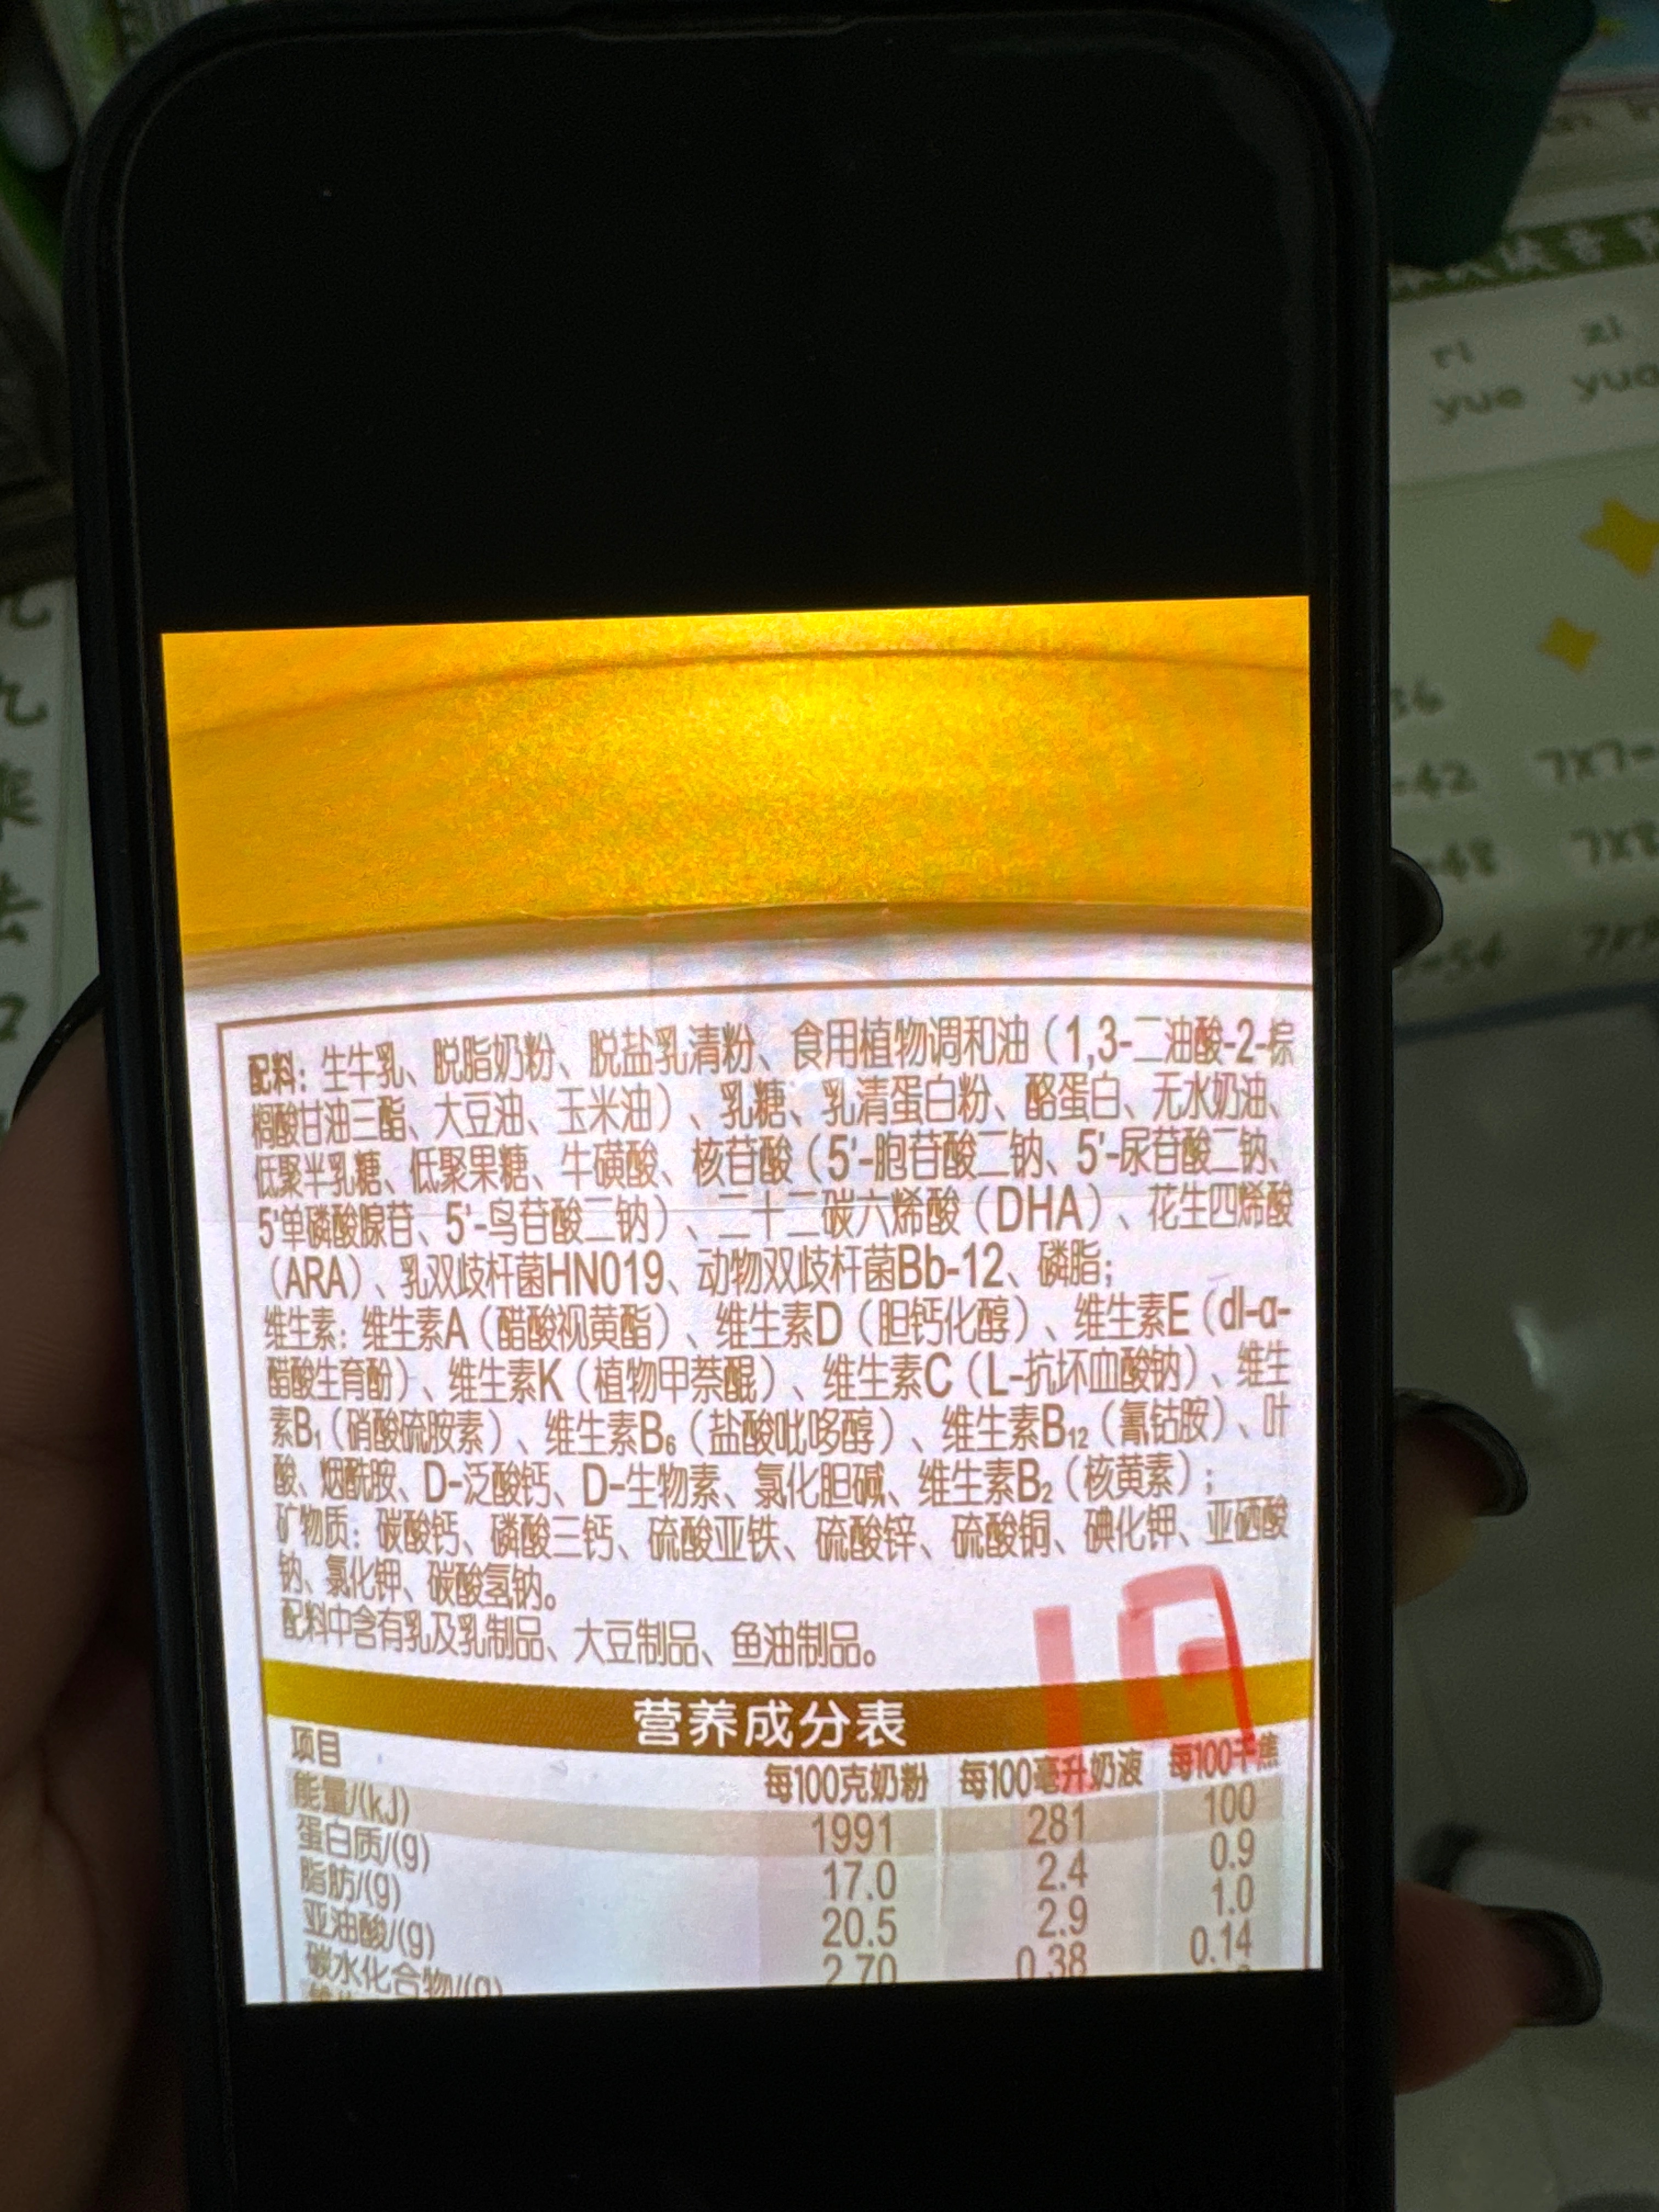 配料：生牛乳、脱脂奶粉、脱盐乳清粉、食用植物调和油（1,3-二油酸-2-棕
榈酸甘油三酯、大豆油、玉米油）、乳糖、乳清蛋白粉、酪蛋白、无水奶油、
低聚半乳糖、低聚果糖、牛磺酸、核苷酸（5'-胞苷酸二钠、5'-尿苷酸二钠、
5'单磷酸腺苷、5'-鸟苷酸二钠）、二十二碳六烯酸（DHA）、花生四烯酸
（ARA）、乳双歧杆菌HN019、动物双歧杆菌Bb-12、磷脂；
维生素：维生素A（醋酸视黄酯）、维生素D（胆钙化醇）、维生素E（dl-α-
醋酸生育酚）、维生素K（植物甲萘醌）、维生素C（L-抗坏血酸钠）、维生
素B₁（硝酸硫胺素）、维生素B₆（盐酸吡哆醇）、维生素B₁₂（氰钴胺）、叶
酸、烟酰胺、D-泛酸钙、D-生物素、氯化胆碱、维生素B₂（核黄素）；
矿物质：碳酸钙、磷酸三钙、硫酸亚铁、硫酸锌、硫酸铜、碘化钾、亚硒酸
钠、氯化钾、碳酸氢钠。
配料中含有乳及乳制品、大豆制品、鱼油制品。
营养成分表
项目 每100克奶粉 每100毫升奶液 每100千焦
能量/(kJ) 1991 281 100
蛋白质/(g) 17.0 2.4 0.9
脂肪/(g) 20.5 2.9 1.0
亚油酸/(g) 2.70 0.38 0.14
碳水化合物/(g)
zi
yue
九
乘
法
口
36
=42 7X7=
=48 7X8
=54